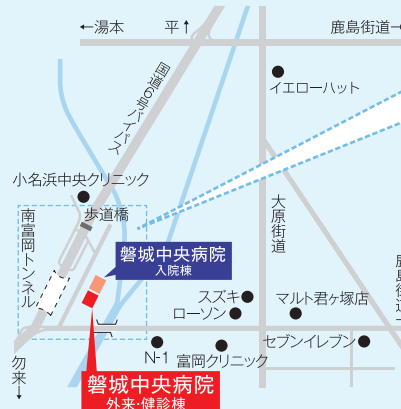 ←湯本
平↑
鹿島街道→
イエローハット
国道6号バイパス
小名浜中央クリニック
歩道橋
南富岡トンネル
大原街道
磐城中央病院
入院棟
スズキ
ローソン
マルト君ヶ塚店
セブンイレブン
N-1
富岡クリニック
勿来↓
磐城中央病院
外来・健診棟